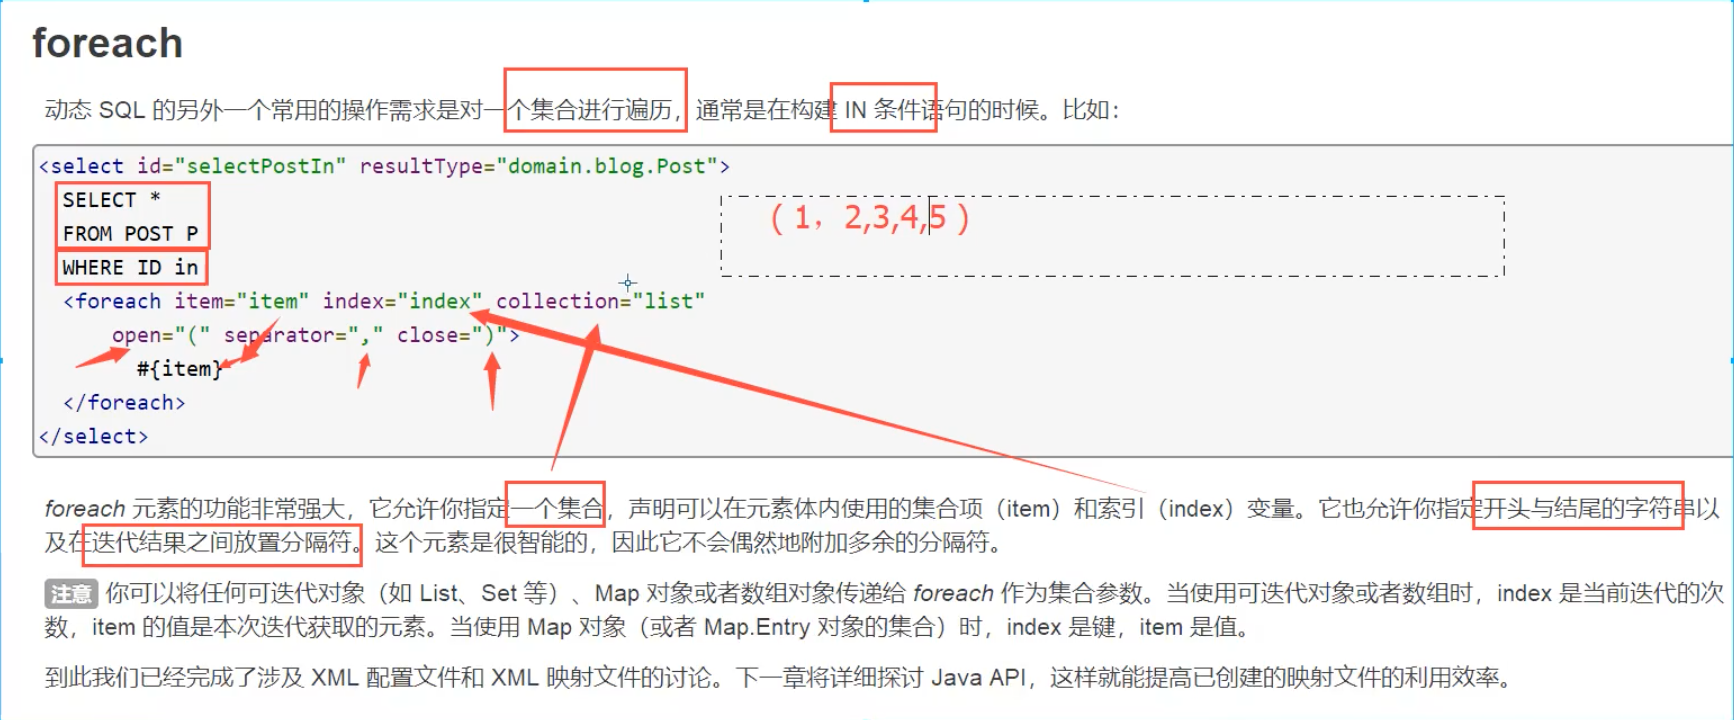 foreach
动态 SQL 的另外一个常用的操作需求是对一个集合进行遍历，通常是在构建 IN 条件语句的时候。比如：
<select id="selectPostIn" resultType="domain.blog.Post">
SELECT *
（1，2,3,4,5）
FROM POST P
WHERE ID in
<foreach item="item" index="index" collection="list"
open="(" separator="," close=")">
#{item}
</foreach>
</select>
foreach 元素的功能非常强大，它允许你指定一个集合，声明可以在元素体内使用的集合项（item）和索引（index）变量。它也允许你指定开头与结尾的字符串以
及在迭代结果之间放置分隔符。这个元素是很智能的，因此它不会偶然地附加多余的分隔符。
注意 你可以将任何可迭代对象（如 List、Set 等）、Map 对象或者数组对象传递给 foreach 作为集合参数。当使用可迭代对象或者数组时，index 是当前迭代的次
数，item 的值是本次迭代获取的元素。当使用 Map 对象（或者 Map.Entry 对象的集合）时，index 是键，item 是值。
到此我们已经完成了涉及 XML 配置文件和 XML 映射文件的讨论。下一章将详细探讨 Java API，这样就能提高已创建的映射文件的利用效率。